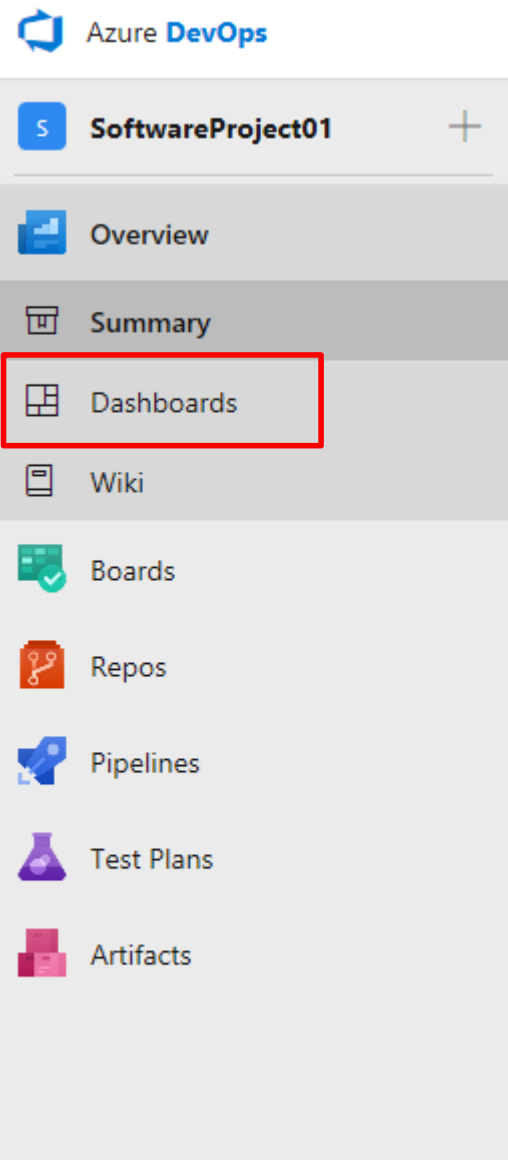 Azure DevOps
S SoftwareProject01
Overview
Summary
Dashboards
Wiki
Boards
Repos
Pipelines
Test Plans
Artifacts